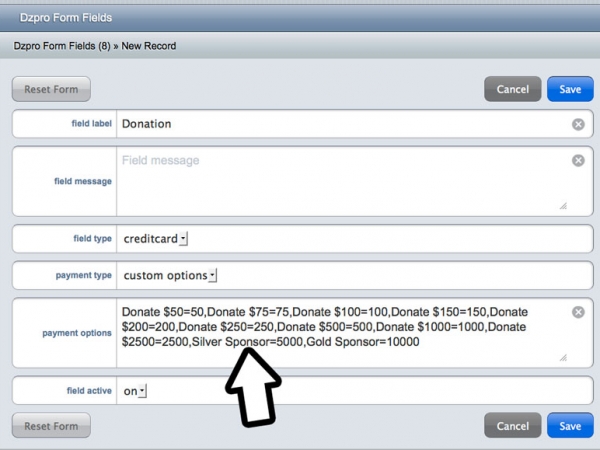 Dzpro Form Fields
Dzpro Form Fields (8) » New Record
Reset Form Cancel Save
field label Donation
field message Field message
field type creditcard
payment type custom options
payment options
Donate $50=50,Donate $75=75,Donate $100=100,Donate $150=150,Donate
$200=200,Donate $250=250,Donate $500=500,Donate $1000=1000,Donate
$2500=2500,Silver Sponsor=5000,Gold Sponsor=10000
field active on
Reset Form Cancel Save